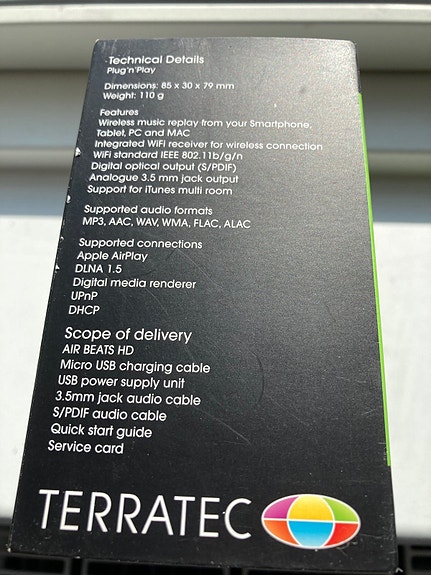 Technical Details
Plug'n'Play
Dimensions: 85 x 30 x 79 mm
Weight: 110 g
Features
Wireless music replay from your Smartphone,
Tablet, PC and MAC
Integrated WiFi receiver for wireless connection
WiFi standard IEEE 802.11b/g/n
Digital optical output (S/PDIF)
Analogue 3.5 mm jack output
Support for iTunes multi room
Supported audio formats
MP3, AAC, WAV, WMA, FLAC, ALAC
Supported connections
Apple AirPlay
DLNA 1.5
Digital media renderer
UPnP
DHCP
Scope of delivery
AIR BEATS HD
Micro USB charging cable
USB power supply unit
3.5mm jack audio cable
S/PDIF audio cable
Quick start guide
Service card
TERRATEC